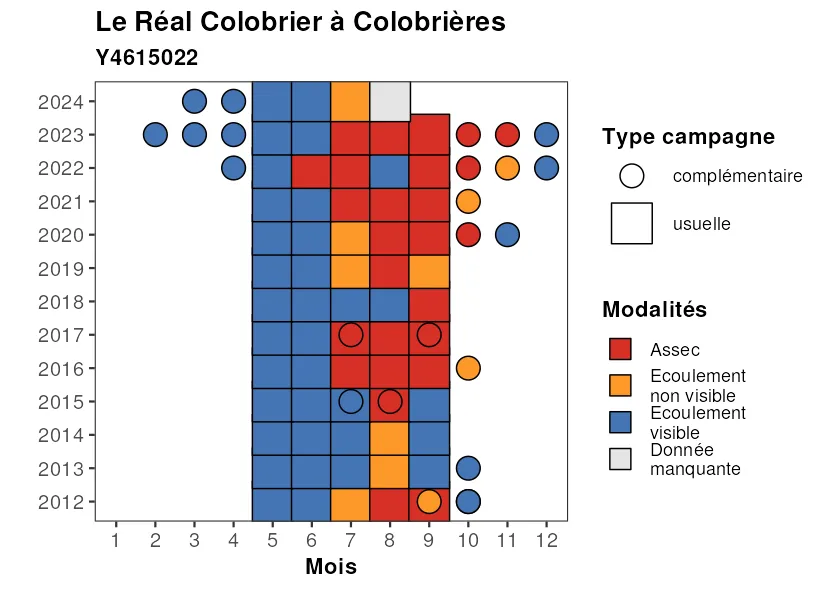 Le Réal Colobrier à Colobrières
Y4615022
2024
2023
2022
2021
2020
2019
2018
2017
2016
2015
2014
2013
2012
1 2 3 4 5 6 7 8 9 10 11 12
Mois
Type campagne
complémentaire
usuelle
Modalités
Assec
Ecoulement
non visible
Ecoulement
visible
Donnée
manquante